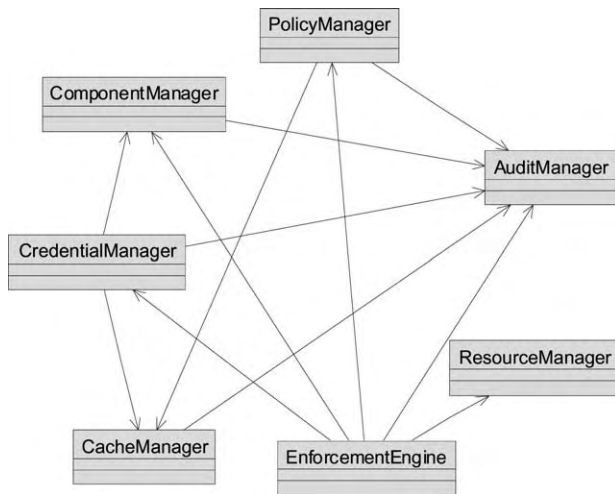 PolicyManager
ComponentManager
AuditManager
CredentialManager
ResourceManager
CacheManager
EnforcementEngine